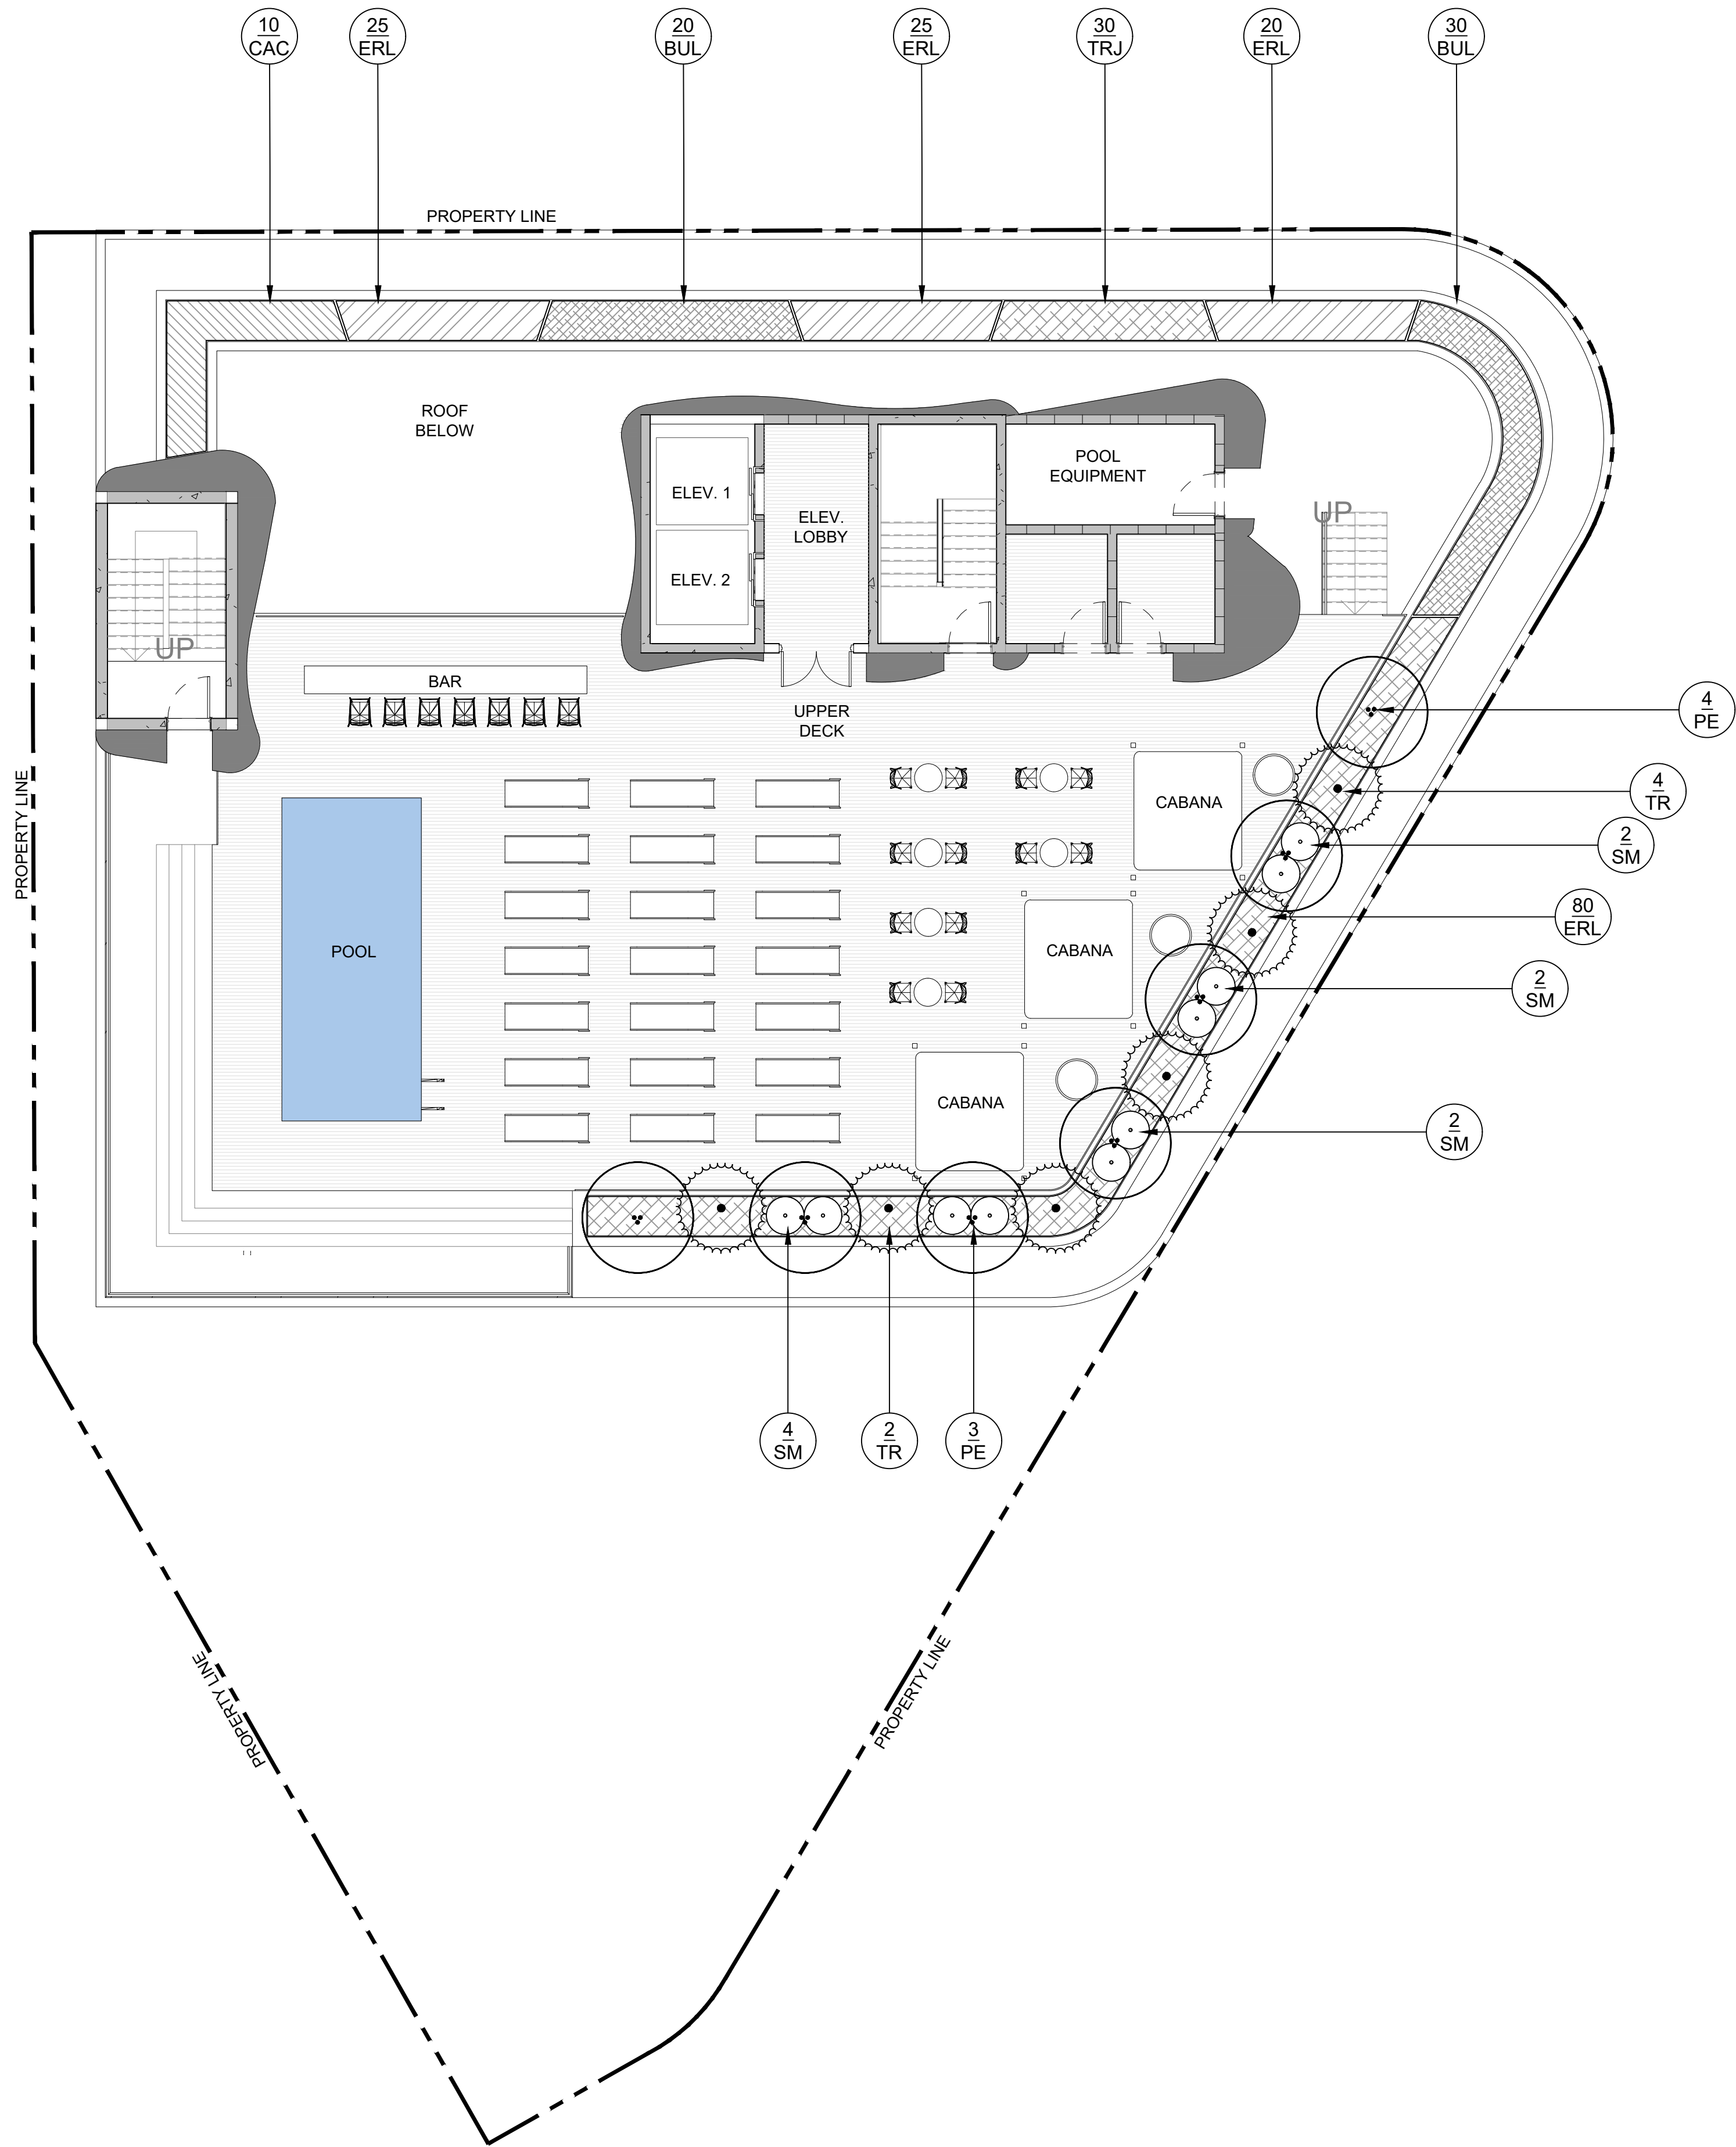 10
CAC
25
ERL
20
BUL
25
ERL
30
TRJ
20
ERL
30
BUL
PROPERTY LINE
ROOF
BELOW
POOL
EQUIPMENT
ELEV. 1
ELEV.
LOBBY
UP
ELEV. 2
UP
BAR
UPPER
DECK
4
PE
PROPERTY LINE
CABANA
4
TR
2
SM
80
ERL
POOL
CABANA
2
SM
CABANA
2
SM
4
SM
2
TR
3
PE
PROPERTY LINE
PROPERTY LINE